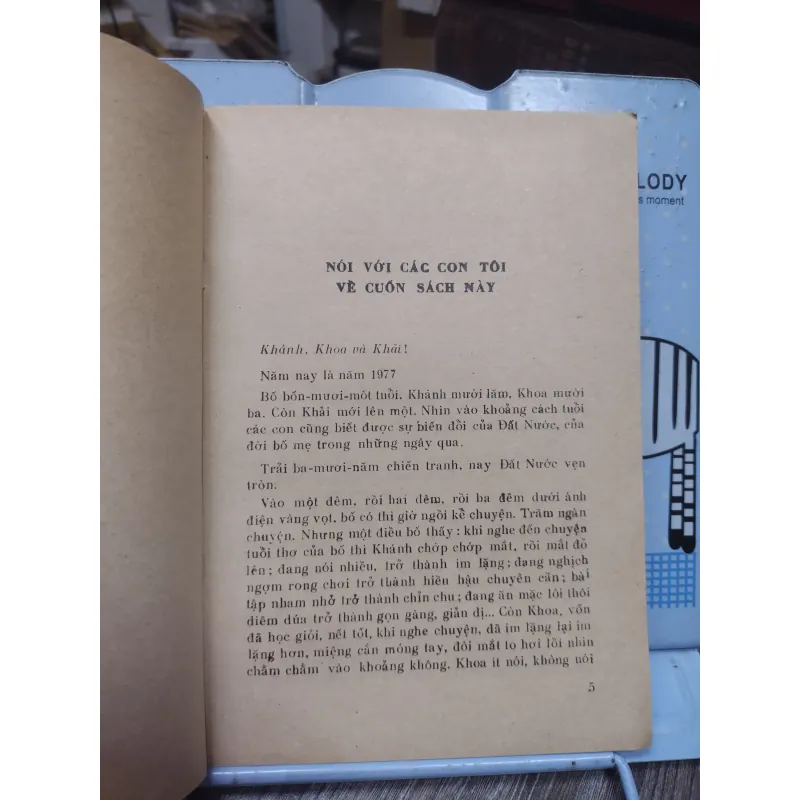 NÓI VỚI CÁC CON TÔI
VỀ CUỐN SÁCH NÀY
Khánh, Khoa và Khải!
Năm nay là năm 1977
Bố bốn-mươi-mốt tuổi. Khánh mười lăm, Khoa mười
ba. Còn Khải mới lên một. Nhìn vào khoảng cách tuổi
các con cũng biết được sự biến đổi của Đất Nước, của
đời bố mẹ trong những ngày qua.
Trải ba-mươi-năm chiến tranh, nay Đất Nước vẹn
tròn.
Vào một đêm, rồi hai đêm, rồi ba đêm dưới ánh
điện vàng vọt, bố có thì giờ ngồi kể chuyện. Trăm ngàn
chuyện. Nhưng một điều bố thấy: khi nghe đến chuyện
tuổi thơ của bố thì Khánh chớp chớp mắt, rồi mắt đỏ
lên; đang nói nhiều, trở thành im lặng; đang nghịch
ngợm rong chơi trở thành hiền hậu chuyên cần; bài
tập nham nhở trở thành chỉn chu; đang ăn mặc lôi thôi
diêm dúa trở thành gọn gàng, giản dị... Còn Khoa, vốn
đã học giỏi, nết tốt, khi nghe chuyện, đã im lặng lại im
lặng hơn, miệng cắn móng tay, đôi mắt to hơi lồi nhìn
chằm chằm vào khoảng không. Khoa ít nói, không nói
5
LODY
s moment